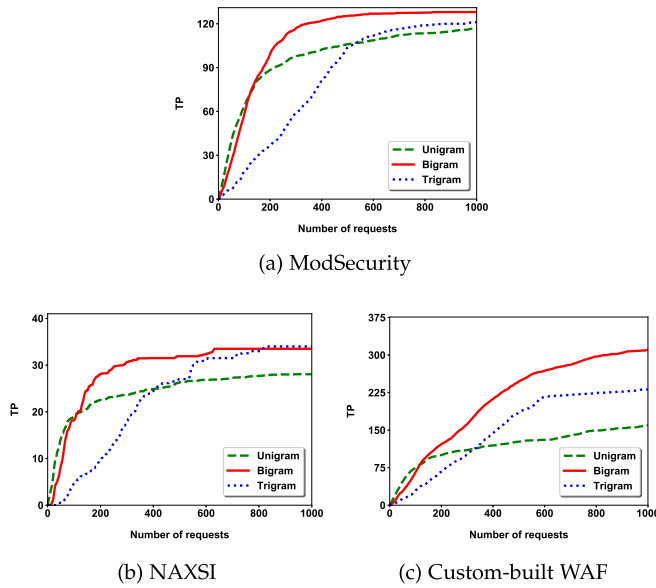 120
90
60
30
0
TP
0
200
400
600
800
1000
Number of requests
Unigram
Bigram
Trigram
(a) ModSecurity
40
30
20
10
0
TP
0
200
400
600
800
1000
Number of requests
Unigram
Bigram
Trigram
(b) NAXSI
375
300
225
150
75
0
TP
0
200
400
600
800
1000
Number of requests
Unigram
Bigram
Trigram
(c) Custom-built WAF